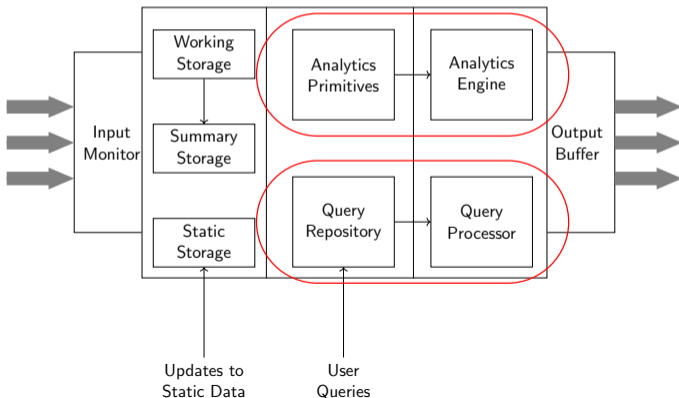 Working
Storage
Analytics
Primitives
Analytics
Engine
Input
Monitor
Summary
Storage
Output
Buffer
Static
Storage
Query
Repository
Query
Processor
Updates to
Static Data
User
Queries